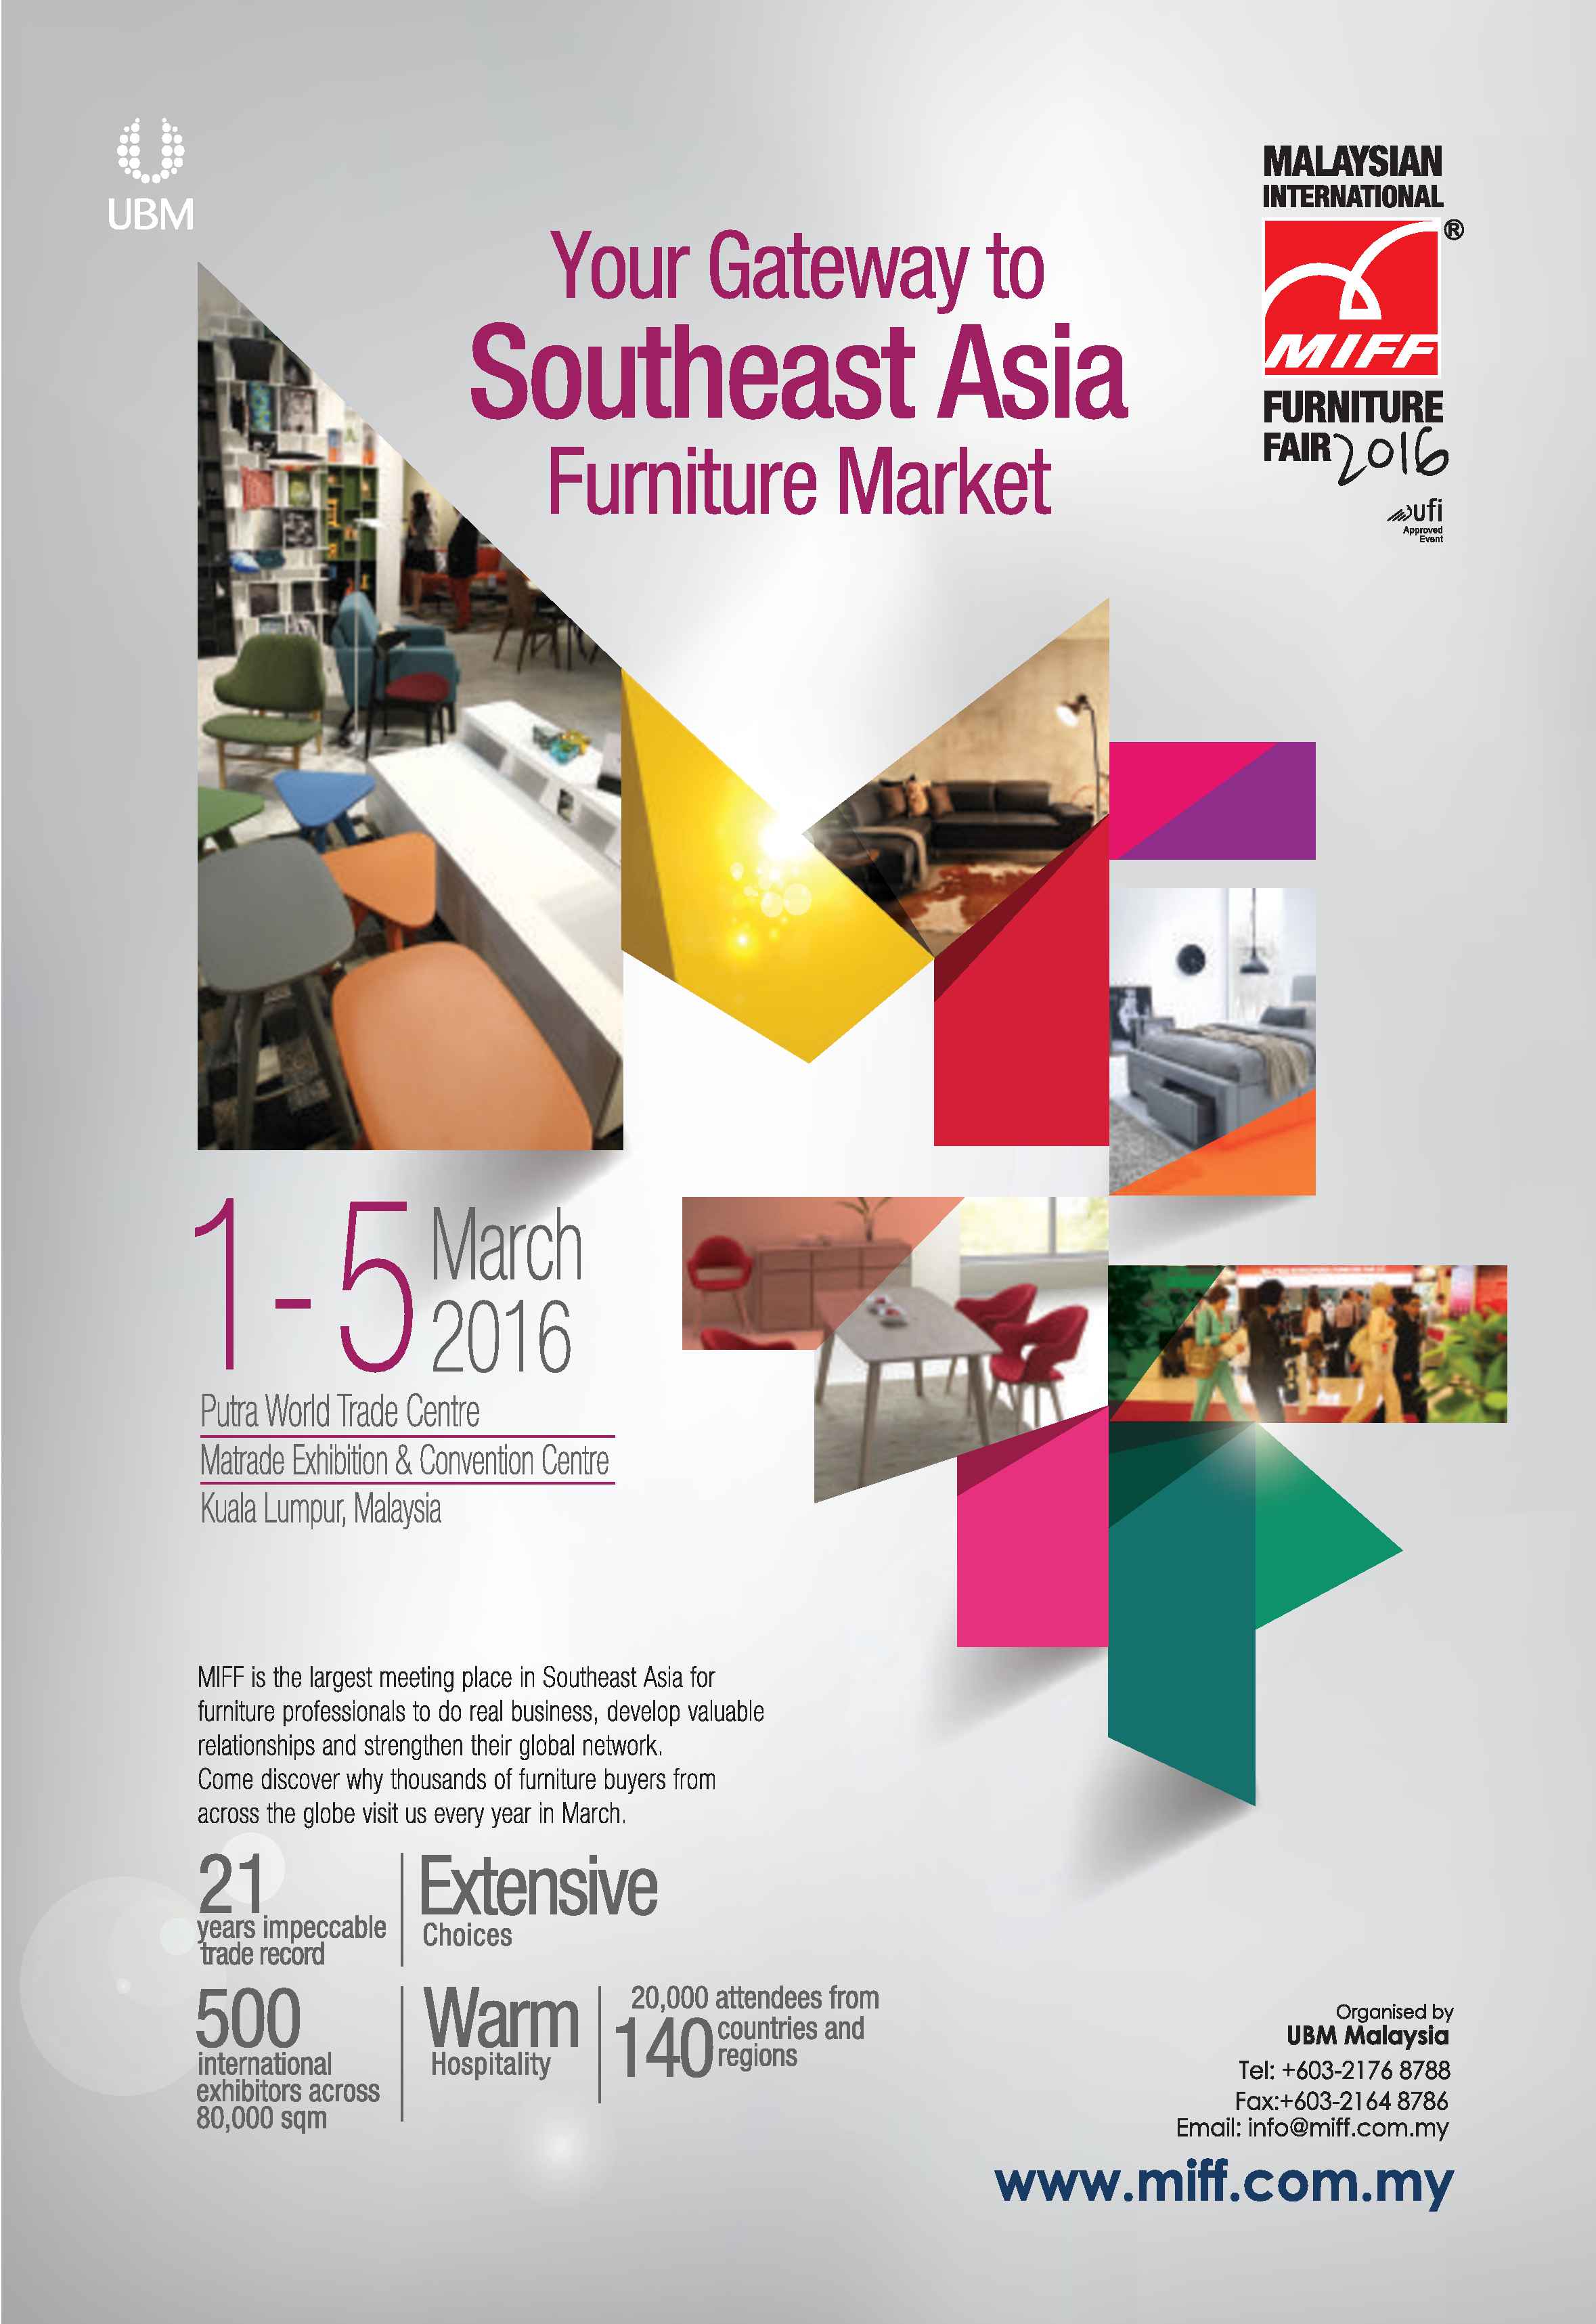 UBM
MALAYSIAN
INTERNATIONAL
®
MIFF
FURNITURE
FAIR 2016
ufi
Approved
Event
Your Gateway to
Southeast Asia
Furniture Market
1-5 March
2016
Putra World Trade Centre
Matrade Exhibition & Convention Centre
Kuala Lumpur, Malaysia
MIFF is the largest meeting place in Southeast Asia for
furniture professionals to do real business, develop valuable
relationships and strengthen their global network.
Come discover why thousands of furniture buyers from
across the globe visit us every year in March.
21
years impeccable
trade record
Extensive
Choices
500
international
exhibitors across
80,000 sqm
Warm
Hospitality
20,000 attendees from
140 countries and
regions
Organised by
UBM Malaysia
Tel: +603-2176 8788
Fax:+603-2164 8786
Email: info@miff.com.my
www.miff.com.my